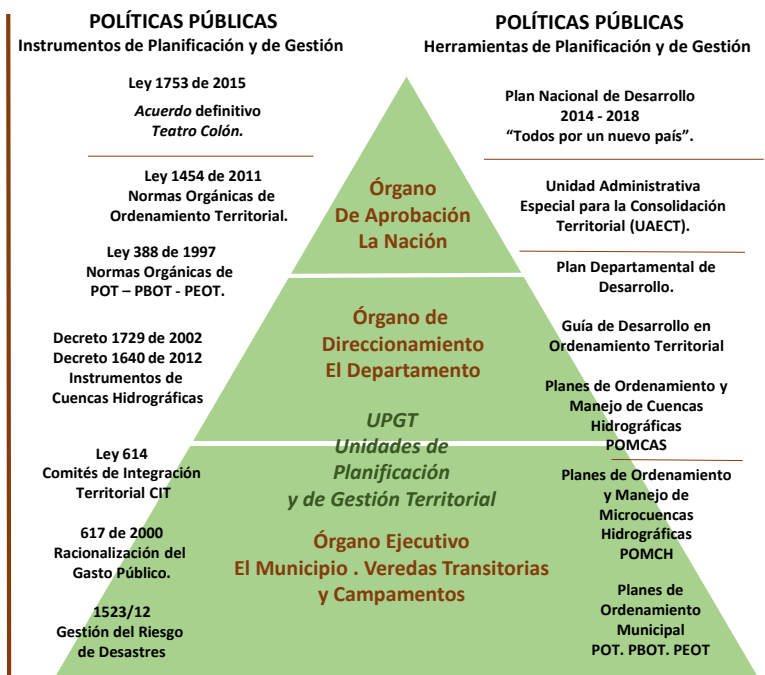 POLÍTICAS PÚBLICAS
Instrumentos de Planificación y de Gestión
Ley 1753 de 2015
Acuerdo definitivo
Teatro Colón.
Ley 1454 de 2011
Normas Orgánicas de
Ordenamiento Territorial.
Ley 388 de 1997
Normas Orgánicas de
POT – PBOT - PEOT.
Decreto 1729 de 2002
Decreto 1640 de 2012
Instrumentos de
Cuencas Hidrográficas
Ley 614
Comités de Integración
Territorial CIT
617 de 2000
Racionalización del
Gasto Público.
1523/12
Gestión del Riesgo
de Desastres
Órgano
De Aprobación
La Nación
Órgano de
Direccionamiento
El Departamento
UPGT
Unidades de
Planificación
y de Gestión Territorial
Órgano Ejecutivo
El Municipio . Veredas Transitorias
y Campamentos
POLÍTICAS PÚBLICAS
Herramientas de Planificación y de Gestión
Plan Nacional de Desarrollo
2014 - 2018
“Todos por un nuevo país”.
Unidad Administrativa
Especial para la Consolidación
Territorial (UAECT).
Plan Departamental de
Desarrollo.
Guía de Desarrollo en
Ordenamiento Territorial
Planes de Ordenamiento y
Manejo de Cuencas
Hidrográficas
POMCAS
Planes de Ordenamiento
y Manejo de
Microcuencas
Hidrográficas
POMCH
Planes de
Ordenamiento
Municipal
POT. PBOT. PEOT